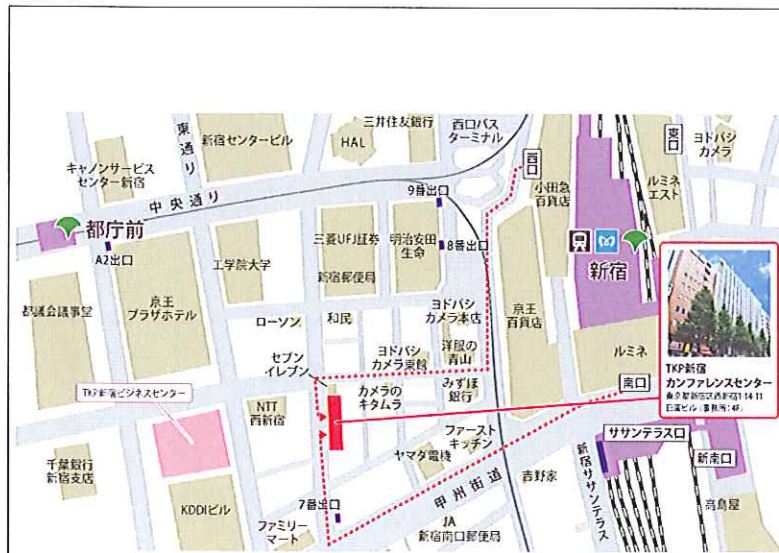 三井住友銀行
西口バス
ターミナル
東通り
新宿センタービル
HAL
東口
ヨドバシ
カメラ
キャノンサービス
センター新宿
西口
小田急
百貨店
ルミネ
エスト
中央通り
9番出口
都庁前
A2出口
三菱UFJ証券
明治安田
生命
8番出口
新宿
工学院大学
新宿郵便局
都議会議事堂
京王
プラザホテル
ヨドバシ
カメラ本店
京王
百貨店
ローソン
和民
洋服の
青山
ヨドバシ
カメラ東館
セブン
イレブン
ルミネ
TKP新宿
カンファレンスセンター
TKP新宿ビジネスセンター
カメラの
キタムラ
みずほ
銀行
南口
NTT
西新宿
ファースト
キッチン
ササンテラス口
千葉銀行
新宿支店
ヤマダ電機
吉野家
新宿ササンテラス
新南口
甲州街道
KDDIビル
7番出口
高島屋
ファミリー
マート
JA
新宿南口郵便局